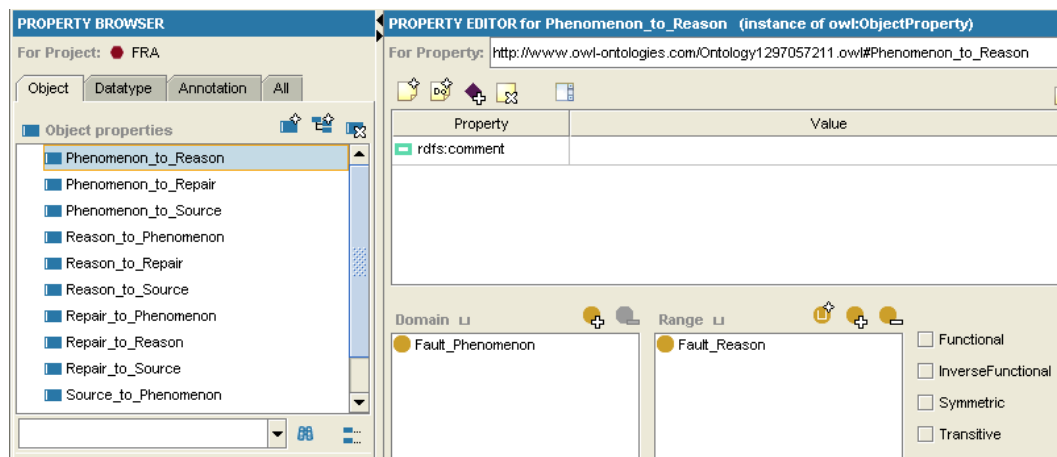 PROPERTY BROWSER
For Project: FRA
Object Datatype Annotation All
Object properties
Phenomenon_to_Reason
Phenomenon_to_Repair
Phenomenon_to_Source
Reason_to_Phenomenon
Reason_to_Repair
Reason_to_Source
Repair_to_Phenomenon
Repair_to_Reason
Repair_to_Source
Source_to_Phenomenon
PROPERTY EDITOR for Phenomenon_to_Reason (instance of owl:ObjectProperty)
For Property: http://www.owl-ontologies.com/Ontology1297057211.owl#Phenomenon_to_Reason
Property Value
rdfs:comment
Domain ⊔
Fault_Phenomenon
Range ⊔
Fault_Reason
Functional
InverseFunctional
Symmetric
Transitive